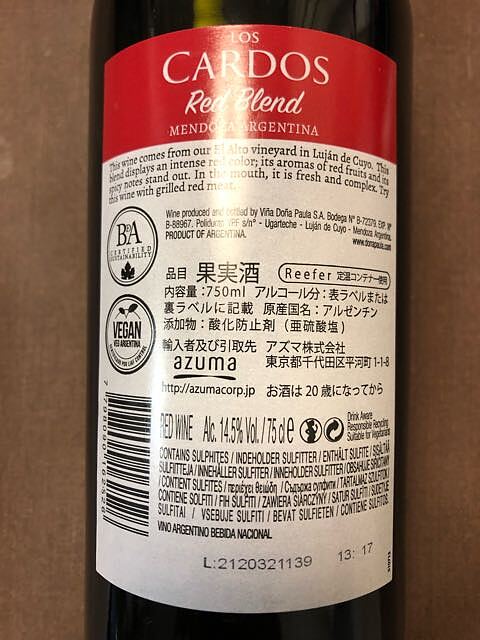 LOS
CARDOS
Red Blend
MENDOZA ARGENTINA
This wine comes from our El Alto vineyard in Luján de Cuyo. This
blend displays an intense red color; its aromas of red fruits and its
spicy notes stand out. In the mouth, it is fresh and complex. Try
this wine with grilled red meat.
B&A
CERTIFIED
SUSTAINABILITY
Wine produced and bottled by Viña Doña Paula S.A. Bodega Nº B-72379. EXP. Nº
B-88967. Poliducto YPF s/n° - Ugarteche - Luján de Cuyo - Mendoza Argentina.
PRODUCT OF ARGENTINA.
www.donapaula.com
品目 果実酒 Reefer 定温コンテナー使用
内容量:750ml アルコール分:表ラベルまたは
裏ラベルに記載 原産国名:アルゼンチン
添加物:酸化防止剤(亜硫酸塩)
VEGAN
VEG ARGENTINA
輸入者及び引取先 アズマ株式会社
azuma 東京都千代田区平河町1-1-8
http://azumacorp.jp お酒は20歳になってから
RED WINE Alc. 14.5% Vol. / 75 cl e
Drink Aware
Responsible Recycling
Suitable for Vegetarians
CONTAINS SULPHITES / INDEHOLDER SULFITTER / ENTHÄLT SULFITE /
SULFITTEJA / INNEHÅLLER SULFITER / INNEHOLDER SULFITTER /
/ CONTIENT SULFITES / περιέχει θειώδη / Съдържа сулфити /
CONTIENE SOLFITI / FIH SULFITI / ZAWIERA SIARCZYNY / SATUR SULFĪTI /
SULFITAI / VSEBUJE SULFITI / BEVAT SULFIETEN / CONTIENE SULFITOS.
VINO ARGENTINO BEBIDA NACIONAL
7 798090 162526
L:2120321139 13:17